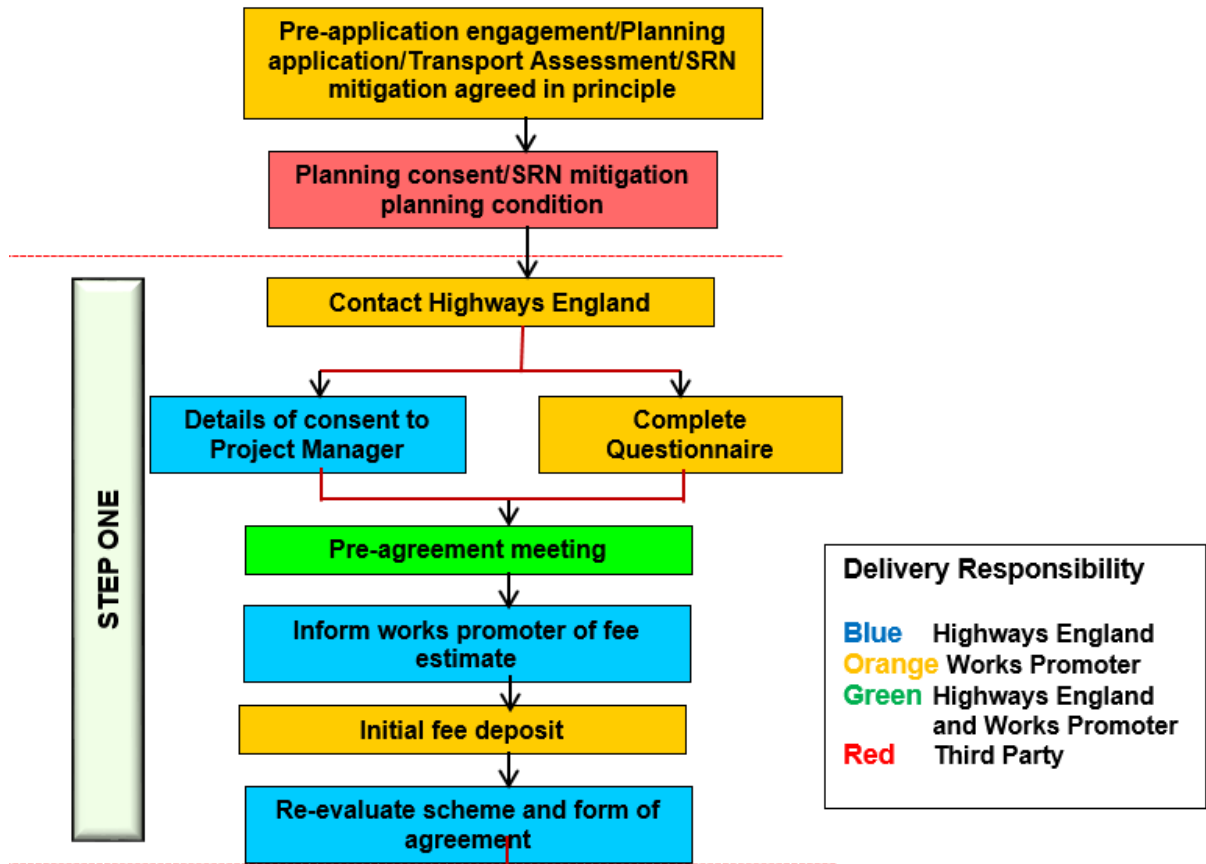 Pre-application engagement/Planning
application/Transport Assessment/SRN
mitigation agreed in principle
Planning consent/SRN mitigation
planning condition
STEP ONE
Contact Highways England
Details of consent to
Project Manager
Complete
Questionnaire
Pre-agreement meeting
Inform works promoter of fee
estimate
Initial fee deposit
Re-evaluate scheme and form of
agreement
Delivery Responsibility
Blue Highways England
Orange Works Promoter
Green Highways England
and Works Promoter
Red Third Party